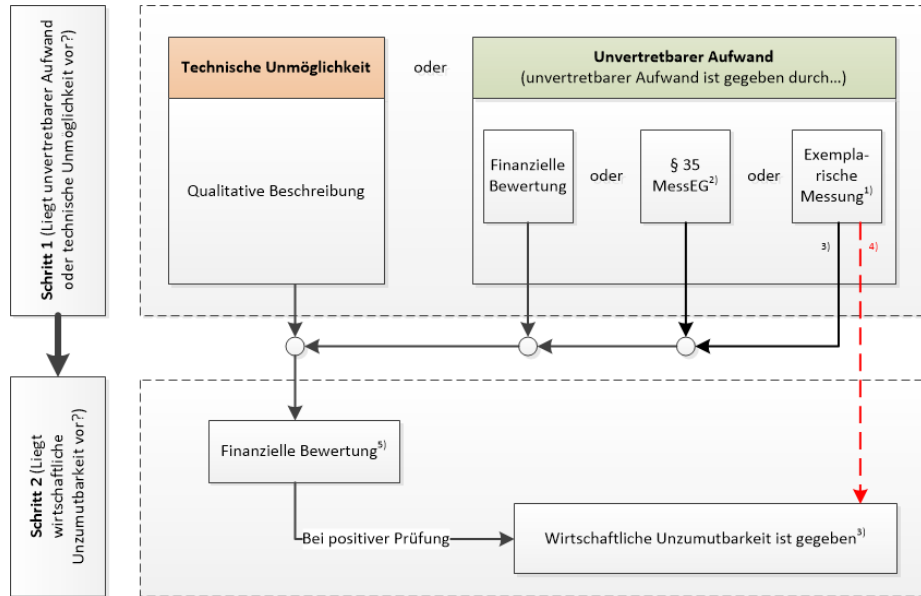 Schritt 1 (Liegt unvertretbarer Aufwand
oder technische Unmöglichkeit vor?)
Technische Unmöglichkeit
oder
Unvertretbarer Aufwand
(unvertretbarer Aufwand ist gegeben durch...)
Qualitative Beschreibung
Finanzielle
Bewertung
oder
§ 35
MessEG2)
oder
Exempla-
rische
Messung1)
3)
4)
Schritt 2 (Liegt
wirtschaftliche
Unzumutbarkeit vor?)
Finanzielle Bewertung5)
Bei positiver Prüfung
Wirtschaftliche Unzumutbarkeit ist gegeben3)